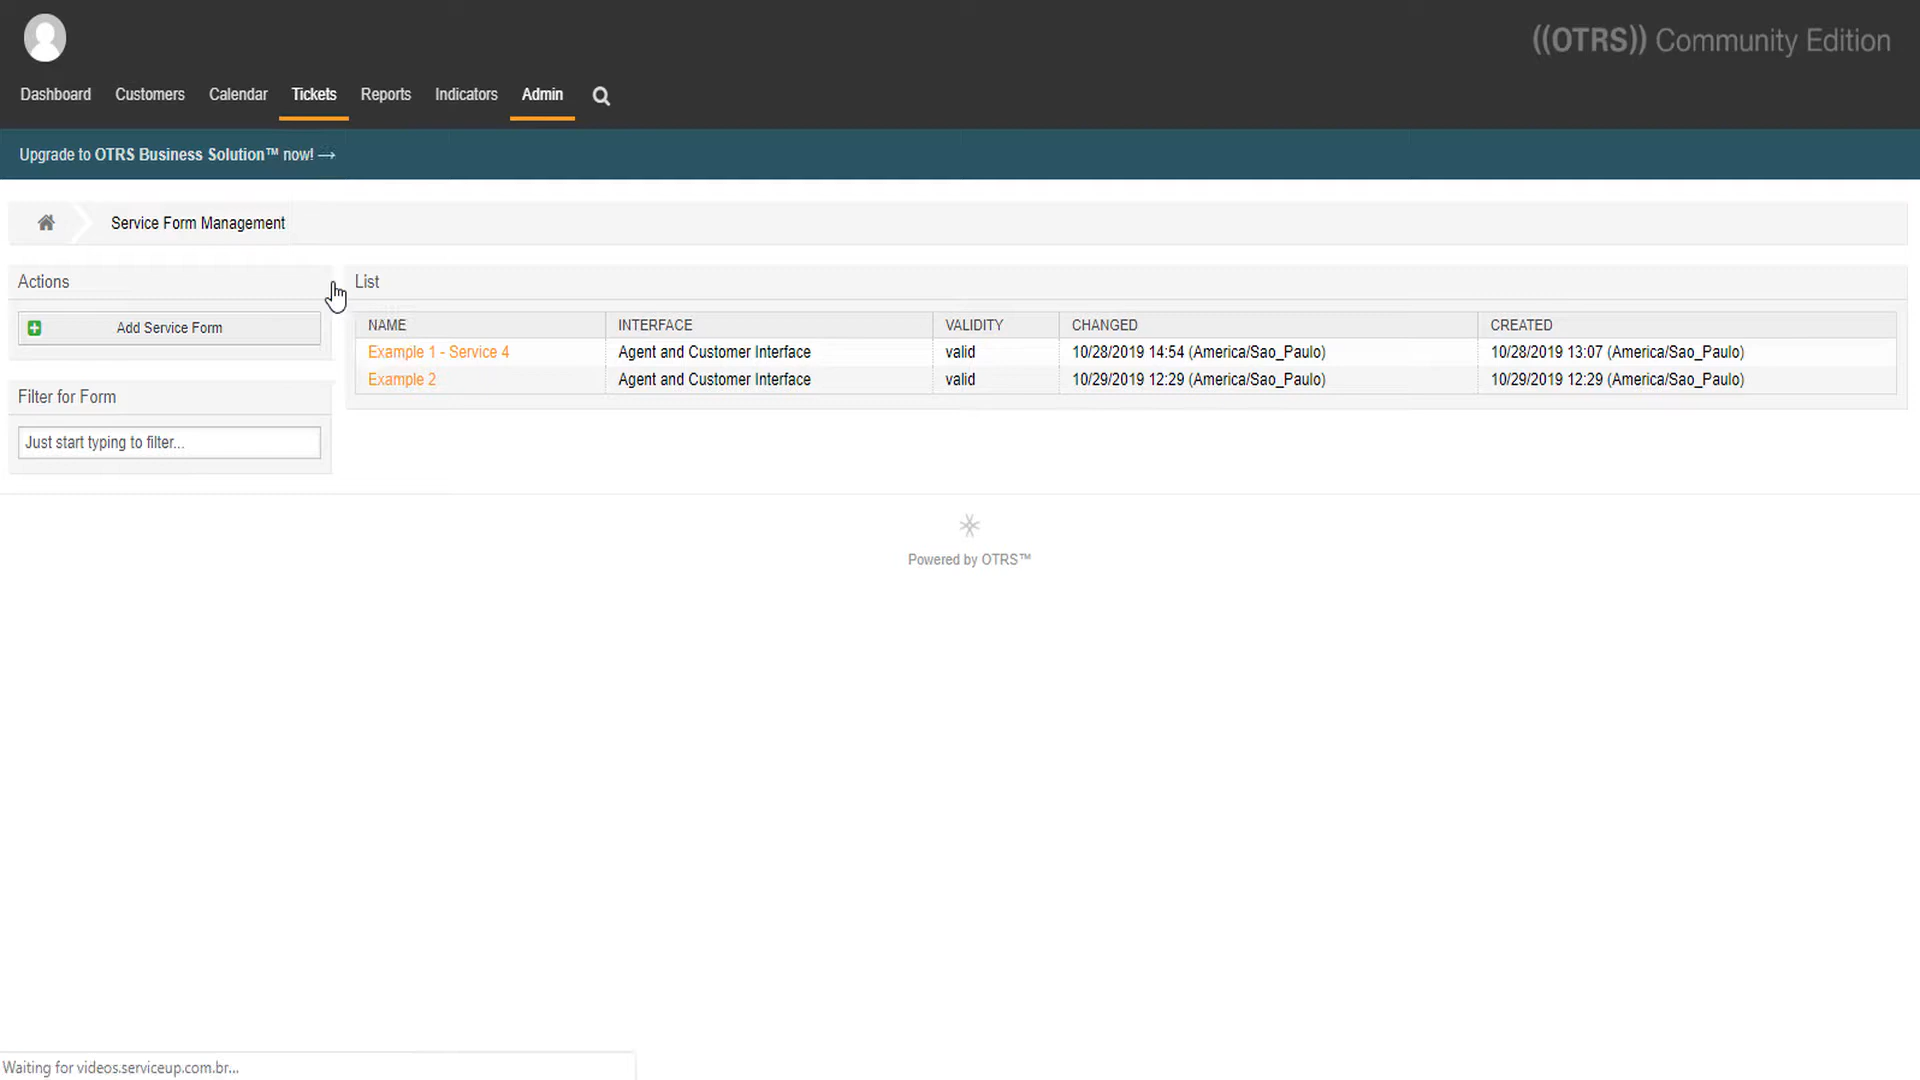 ((OTRS)) Community Edition
Dashboard Customers Calendar Tickets Reports Indicators Admin
Upgrade to OTRS Business Solution™ now! →
Service Form Management
Actions
Add Service Form
Filter for Form
Just start typing to filter...
List
NAME INTERFACE VALIDITY CHANGED CREATED
Example 1 - Service 4 Agent and Customer Interface valid 10/28/2019 14:54 (America/Sao_Paulo) 10/28/2019 13:07 (America/Sao_Paulo)
Example 2 Agent and Customer Interface valid 10/29/2019 12:29 (America/Sao_Paulo) 10/29/2019 12:29 (America/Sao_Paulo)
Powered by OTRS™
Waiting for videos.serviceup.com.br...